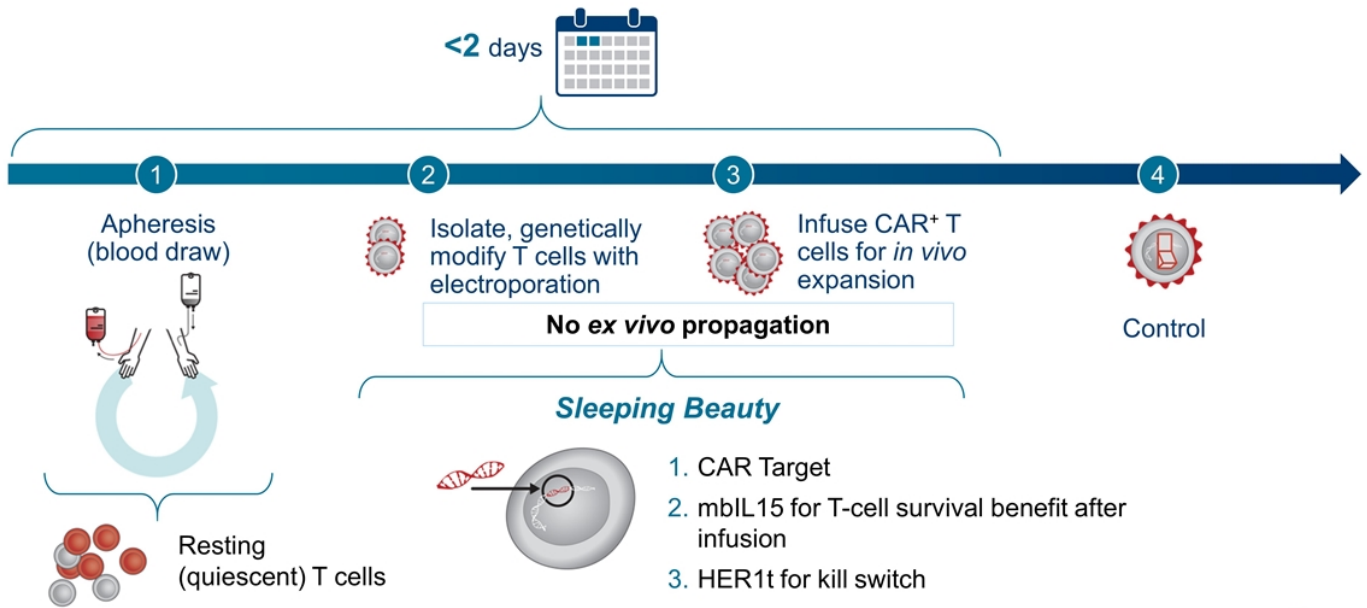 <2 days
1
2
3
4
Apheresis
(blood draw)
Isolate, genetically
modify T cells with
electroporation
Infuse CAR⁺ T
cells for in vivo
expansion
Control
No ex vivo propagation
Sleeping Beauty
1. CAR Target
2. mbIL15 for T-cell survival benefit after
infusion
3. HER1t for kill switch
Resting
(quiescent) T cells